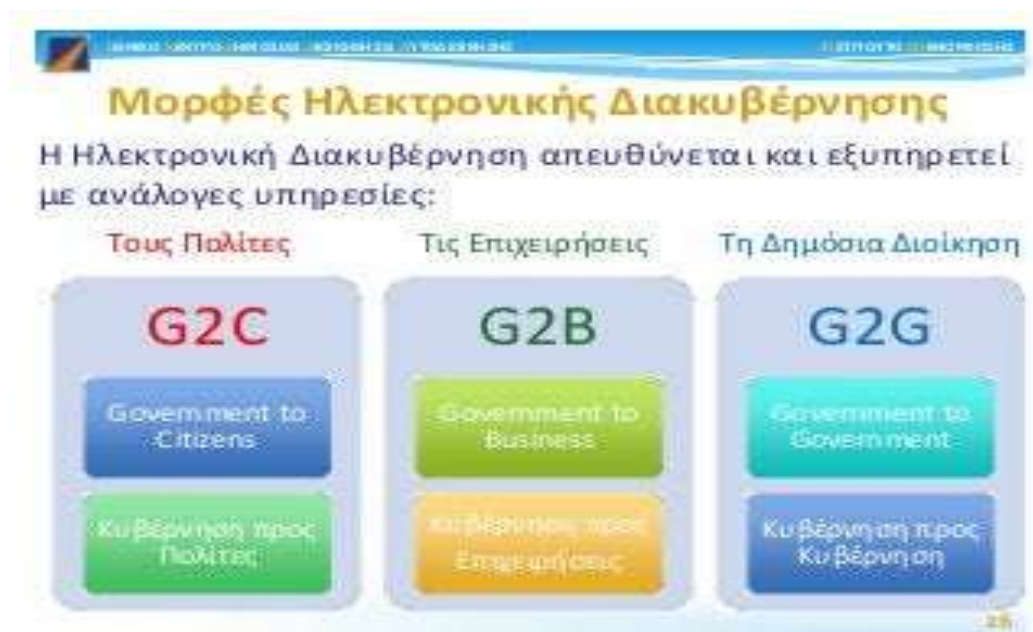 Μορφές Ηλεκτρονικής Διακυβέρνησης
Η Ηλεκτρονική Διακυβέρνηση απευθύνεται και εξυπηρετεί
με ανάλογες υπηρεσίες:
Τους Πολίτες
G2C
Government to
Citizens
Κυβέρνηση προς
Πολίτες
Τις Επιχειρήσεις
G2B
Government to
Business
Κυβέρνηση προς
Επιχειρήσεις
Τη Δημόσια Διοίκηση
G2G
Government to
Government
Κυβέρνηση προς
Κυβέρνηση